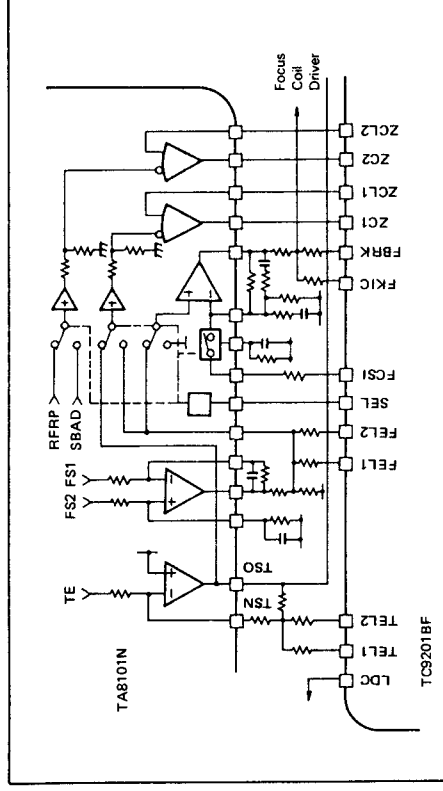 TA8101N
RFRP
SBAD
FS1
FS2
TE
TSO
TSN
Focus
Coil
Driver
LDC
TEL1
TEL2
FEL1
FEL2
SEL
FCSI
FKIC
FBRK
ZC1
ZCL1
ZC2
ZCL2
TC9201BF